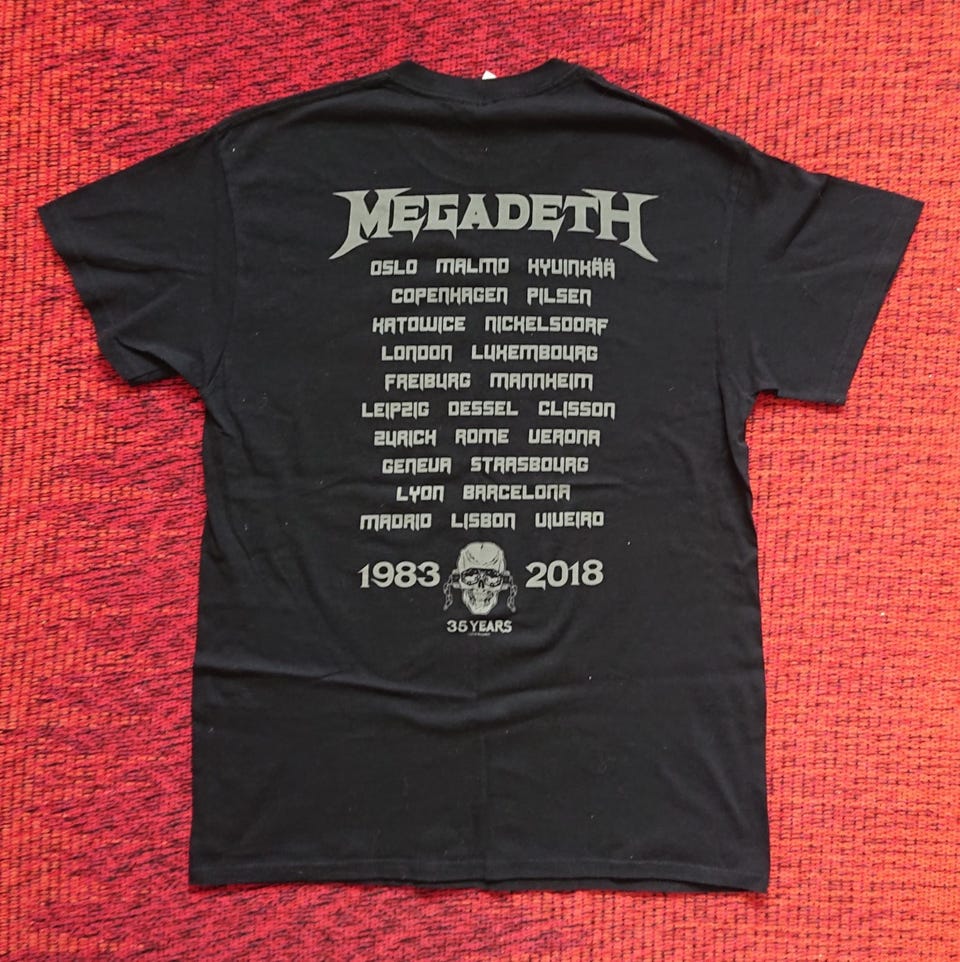 MEGADETH
OSLO MALMO HYVINKÄÄ
COPENHAGEN PILSEN
KATOWICE NICKELSDORF
LONDON LUXEMBOURG
FREIBURG MANNHEIM
LEIPZIG DESSEL CLISSON
ZURICH ROME VERONA
GENEVA STRASBOURG
LYON BARCELONA
MADRID LISBON VIVEIRO
1983 2018
35 YEARS